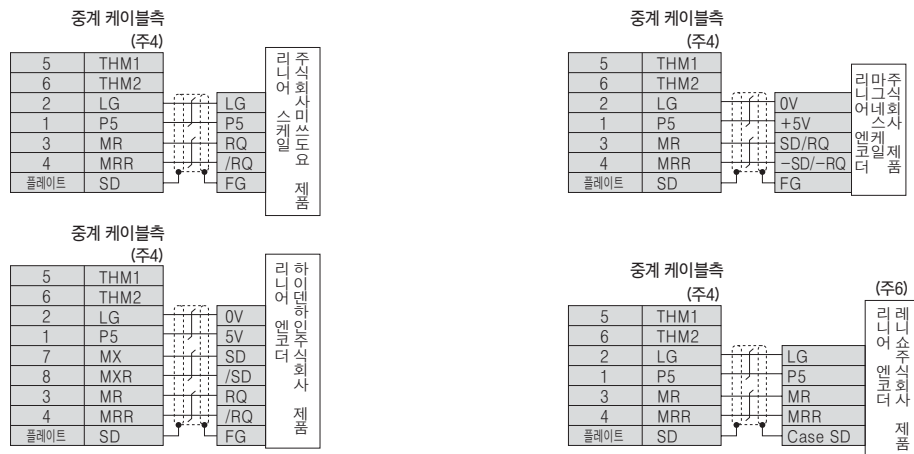 중계 케이블측
(주4)
5 THM1
6 THM2
2 LG LG
1 P5 P5
3 MR RQ
4 MRR /RQ
플레이트 SD FG
주식회사미쓰도요 제품
리니어 스케일
중계 케이블측
(주4)
5 THM1
6 THM2
2 LG 0V
1 P5 +5V
3 MR SD/RQ
4 MRR -SD/-RQ
플레이트 SD FG
주식회사 제품
마그네스케일
리니어 엔코더
중계 케이블측
(주4)
5 THM1
6 THM2
2 LG 0V
1 P5 5V
7 MX SD
8 MXR /SD
3 MR RQ
4 MRR /RQ
플레이트 SD FG
하이덴하인주식회사 제품
리니어 엔코더
중계 케이블측
(주4)
(주6)
5 THM1
6 THM2
2 LG LG
1 P5 P5
3 MR MR
4 MRR MRR
플레이트 SD Case SD
레니쇼주식회사 제품
리니어 엔코더